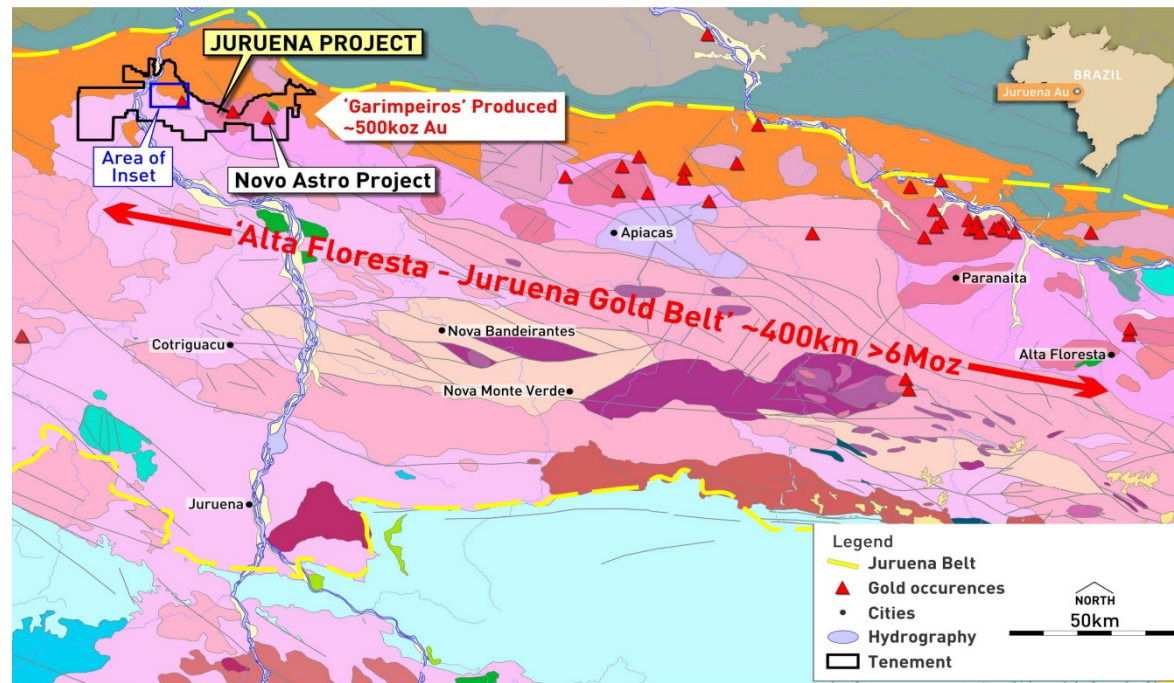 JURUENA PROJECT
'Garimpeiros' Produced
~500koz Au
Area of
Inset
Novo Astro Project
BRAZIL
Juruena Au
'Alta Floresta - Juruena Gold Belt' ~400km >6Moz
Apiacas
Paranaita
Nova Bandeirantes
Cotriguacu
Alta Floresta
Nova Monte Verde
Juruena
Legend
Juruena Belt
Gold occurences
Cities
Hydrography
Tenement
NORTH
50km